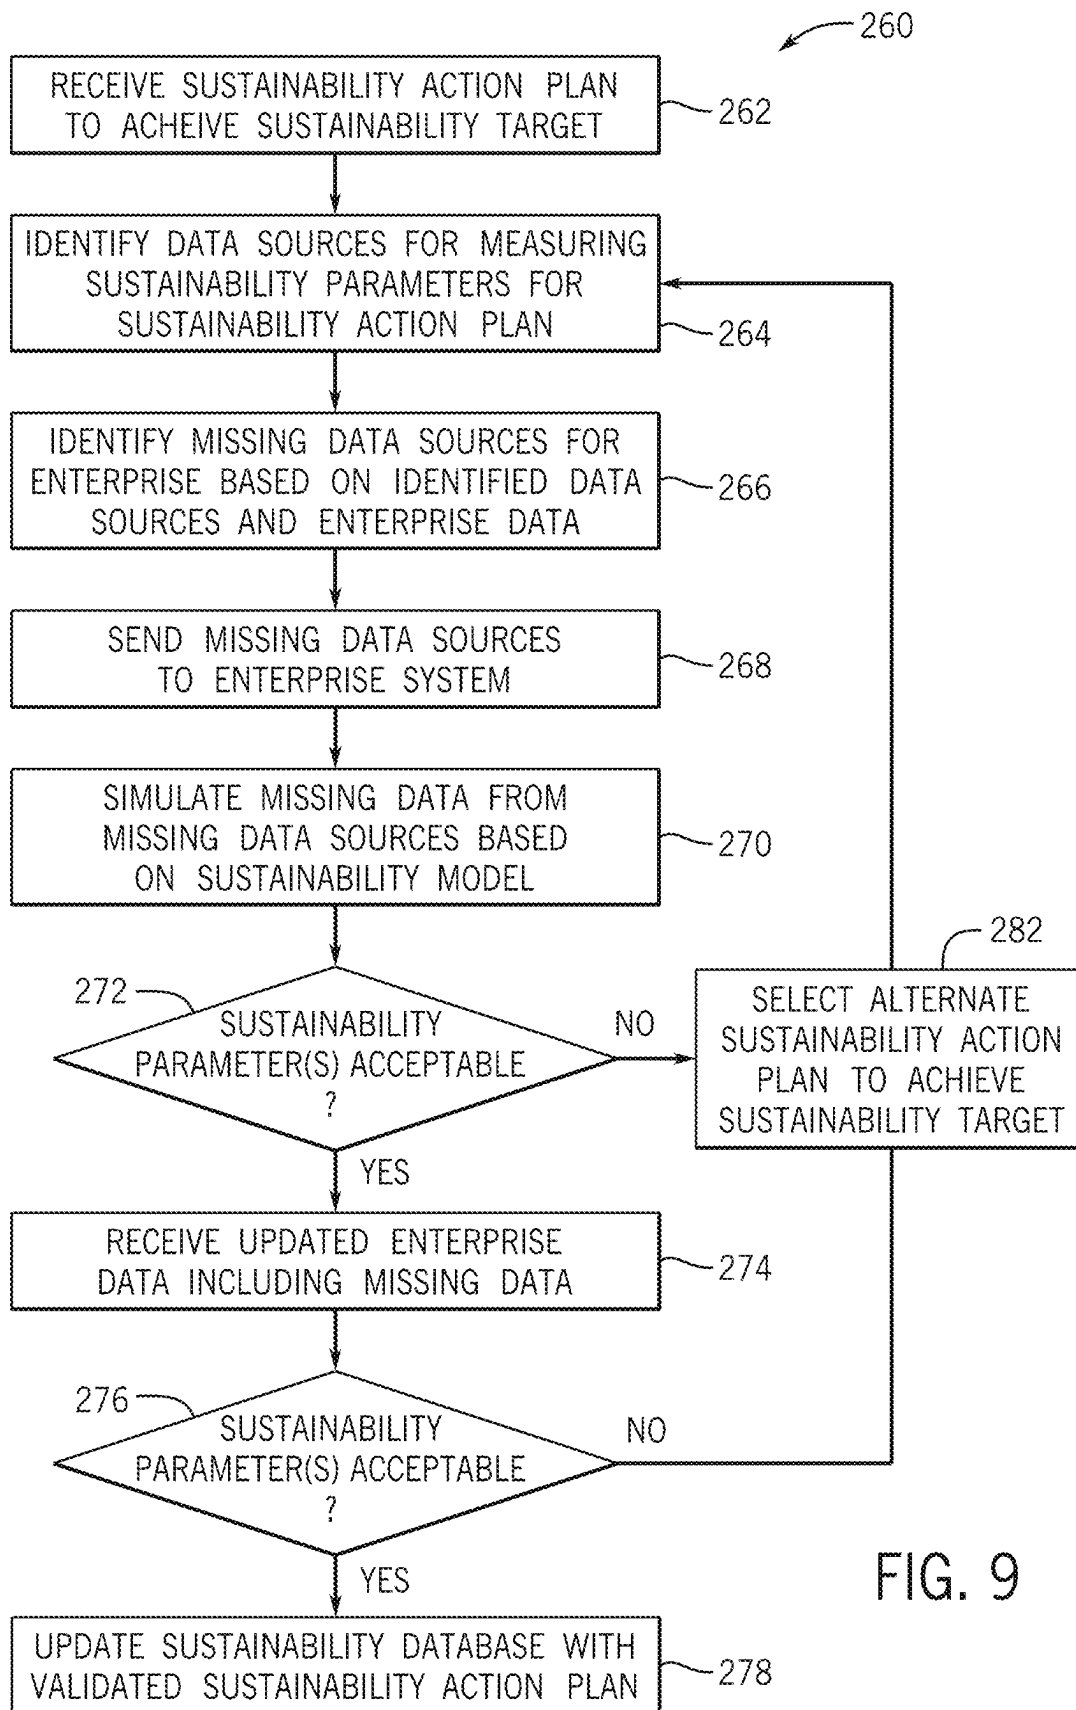 260
RECEIVE SUSTAINABILITY ACTION PLAN
TO ACHEIVE SUSTAINABILITY TARGET
262
IDENTIFY DATA SOURCES FOR MEASURING
SUSTAINABILITY PARAMETERS FOR
SUSTAINABILITY ACTION PLAN
264
IDENTIFY MISSING DATA SOURCES FOR
ENTERPRISE BASED ON IDENTIFIED DATA
SOURCES AND ENTERPRISE DATA
266
SEND MISSING DATA SOURCES
TO ENTERPRISE SYSTEM
268
SIMULATE MISSING DATA FROM
MISSING DATA SOURCES BASED
ON SUSTAINABILITY MODEL
270
272
SUSTAINABILITY
PARAMETER(S) ACCEPTABLE
?
NO
282
SELECT ALTERNATE
SUSTAINABILITY ACTION
PLAN TO ACHIEVE
SUSTAINABILITY TARGET
YES
RECEIVE UPDATED ENTERPRISE
DATA INCLUDING MISSING DATA
274
276
SUSTAINABILITY
PARAMETER(S) ACCEPTABLE
?
NO
YES
UPDATE SUSTAINABILITY DATABASE WITH
VALIDATED SUSTAINABILITY ACTION PLAN
278
FIG. 9